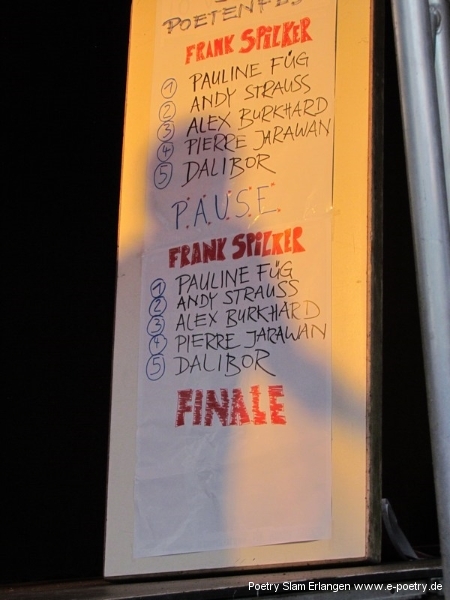 POETENFES
FRANK SPILKER
1 PAULINE FÜG
2 ANDY STRAUSS
3 ALEX BURKHARD
4 PIERRE JARAWAN
5 DALIBOR
P.A.U.S.E.
FRANK SPILKER
1 PAULINE FÜG
2 ANDY STRAUSS
3 ALEX BURKHARD
4 PIERRE JARAWAN
5 DALIBOR
FINALE
Poetry Slam Erlangen www.e-poetry.de